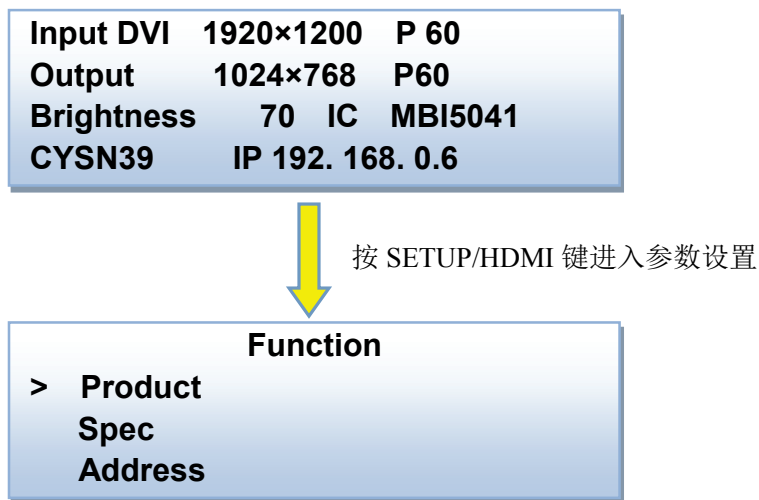 Input DVI 1920×1200 P 60
Output 1024×768 P60
Brightness 70 IC MBI5041
CYSN39 IP 192. 168. 0.6
按 SETUP/HDMI 键进入参数设置
Function
> Product
Spec
Address